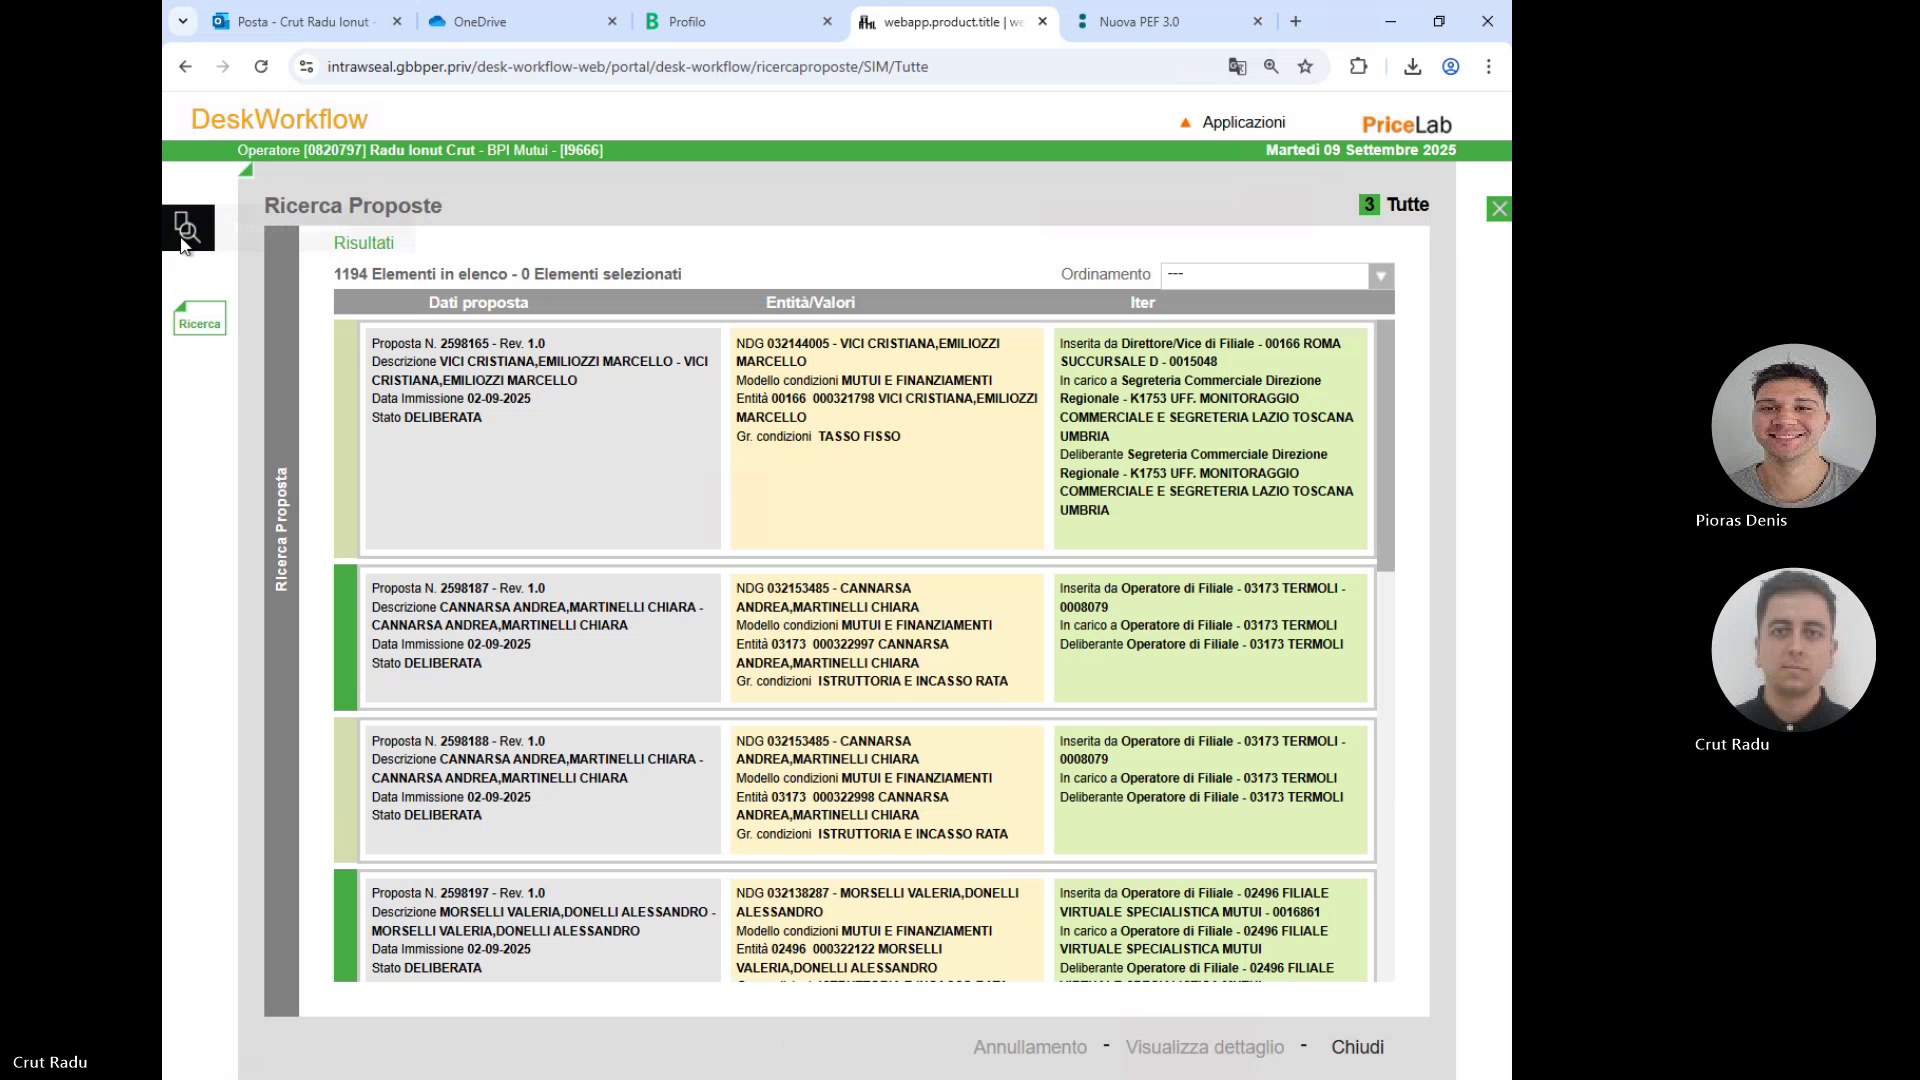 Posta - Crut Radu Ionut
OneDrive
Profilo
webapp.product.title | we
Nuova PEF 3.0
intrawseal.gbbper.priv/desk-workflow-web/portal/desk-workflow/ricercaproposte/SIM/Tutte
DeskWorkflow
Applicazioni
PriceLab
Operatore [0820797] Radu Ionut Crut - BPI Mutui - [I9666]
Martedì 09 Settembre 2025
Ricerca Proposte
3 Tutte
Ricerca
Ricerca Proposta
Risultati
1194 Elementi in elenco - 0 Elementi selezionati
Ordinamento ---
Dati proposta
Entità/Valori
Iter
Proposta N. 2598165 - Rev. 1.0
Descrizione VICI CRISTIANA,EMILIOZZI MARCELLO - VICI
CRISTIANA,EMILIOZZI MARCELLO
Data Immissione 02-09-2025
Stato DELIBERATA
NDG 032144005 - VICI CRISTIANA,EMILIOZZI
MARCELLO
Modello condizioni MUTUI E FINANZIAMENTI
Entità 00166 000321798 VICI CRISTIANA,EMILIOZZI
MARCELLO
Gr. condizioni TASSO FISSO
Inserita da Direttore/Vice di Filiale - 00166 ROMA
SUCCURSALE D - 0015048
In carico a Segreteria Commerciale Direzione
Regionale - K1753 UFF. MONITORAGGIO
COMMERCIALE E SEGRETERIA LAZIO TOSCANA
UMBRIA
Deliberante Segreteria Commerciale Direzione
Regionale - K1753 UFF. MONITORAGGIO
COMMERCIALE E SEGRETERIA LAZIO TOSCANA
UMBRIA
Proposta N. 2598187 - Rev. 1.0
Descrizione CANNARSA ANDREA,MARTINELLI CHIARA -
CANNARSA ANDREA,MARTINELLI CHIARA
Data Immissione 02-09-2025
Stato DELIBERATA
NDG 032153485 - CANNARSA
ANDREA,MARTINELLI CHIARA
Modello condizioni MUTUI E FINANZIAMENTI
Entità 03173 000322997 CANNARSA
ANDREA,MARTINELLI CHIARA
Gr. condizioni ISTRUTTORIA E INCASSO RATA
Inserita da Operatore di Filiale - 03173 TERMOLI -
0008079
In carico a Operatore di Filiale - 03173 TERMOLI
Deliberante Operatore di Filiale - 03173 TERMOLI
Proposta N. 2598188 - Rev. 1.0
Descrizione CANNARSA ANDREA,MARTINELLI CHIARA -
CANNARSA ANDREA,MARTINELLI CHIARA
Data Immissione 02-09-2025
Stato DELIBERATA
NDG 032153485 - CANNARSA
ANDREA,MARTINELLI CHIARA
Modello condizioni MUTUI E FINANZIAMENTI
Entità 03173 000322998 CANNARSA
ANDREA,MARTINELLI CHIARA
Gr. condizioni ISTRUTTORIA E INCASSO RATA
Inserita da Operatore di Filiale - 03173 TERMOLI -
0008079
In carico a Operatore di Filiale - 03173 TERMOLI
Deliberante Operatore di Filiale - 03173 TERMOLI
Proposta N. 2598197 - Rev. 1.0
Descrizione MORSELLI VALERIA,DONELLI ALESSANDRO -
MORSELLI VALERIA,DONELLI ALESSANDRO
Data Immissione 02-09-2025
Stato DELIBERATA
NDG 032138287 - MORSELLI VALERIA,DONELLI
ALESSANDRO
Modello condizioni MUTUI E FINANZIAMENTI
Entità 02496 000322122 MORSELLI
VALERIA,DONELLI ALESSANDRO
Inserita da Operatore di Filiale - 02496 FILIALE
VIRTUALE SPECIALISTICA MUTUI - 0016861
In carico a Operatore di Filiale - 02496 FILIALE
VIRTUALE SPECIALISTICA MUTUI
Deliberante Operatore di Filiale - 02496 FILIALE
Annullamento - Visualizza dettaglio - Chiudi
Pioras Denis
Crut Radu
Crut Radu